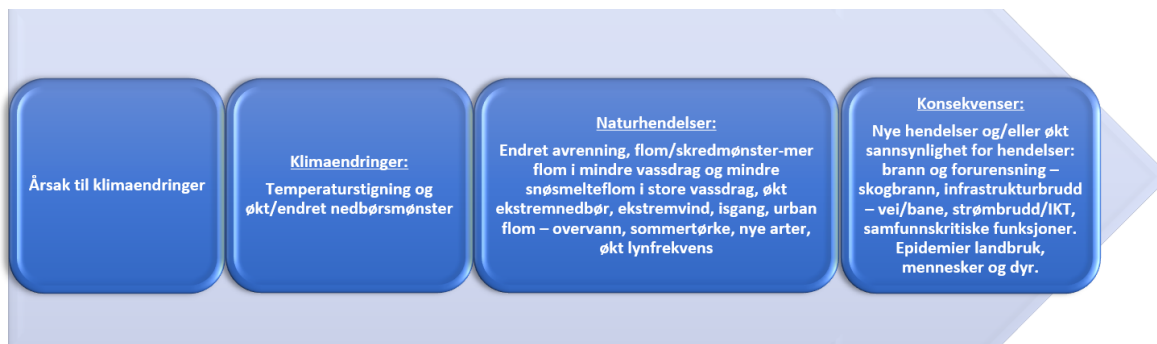 Årsak til klimaendringer
Klimaendringer:
Temperaturstigning og
økt/endret nedbørsmønster
Naturhendelser:
Endret avrenning, flom/skredmønster-mer
flom i mindre vassdrag og mindre
snøsmelteflom i store vassdrag, økt
ekstremnedbør, ekstremvind, isgang, urban
flom – overvann, sommertørke, nye arter,
økt lynfrekvens
Konsekvenser:
Nye hendelser og/eller økt
sannsynlighet for hendelser:
brann og forurensning –
skogbrann, infrastrukturbrudd
– vei/bane, strømbrudd/IKT,
samfunnskritiske funksjoner.
Epidemier landbruk,
mennesker og dyr.